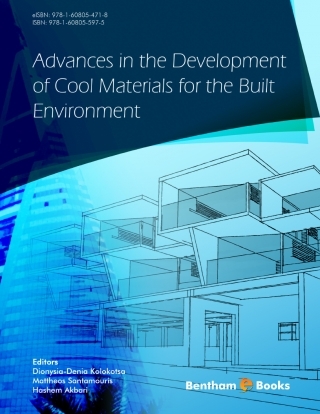 eISBN: 978-1-60805-471-8
ISBN: 978-1-60805-597-5
Advances in the Development
of Cool Materials for the Built
Environment
Editors
Dionysia-Denia Kolokotsa
Mattheos Santamouris
Hashem Akbari
Bentham e Books